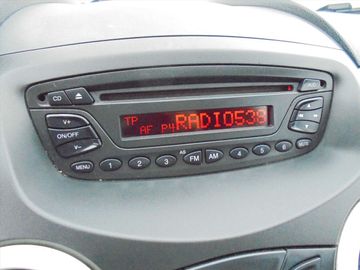 CD
TP
AF P4 RADIO538
V+
ON/OFF
V-
MENU 1 2 3 AS FM AM 4 5 6